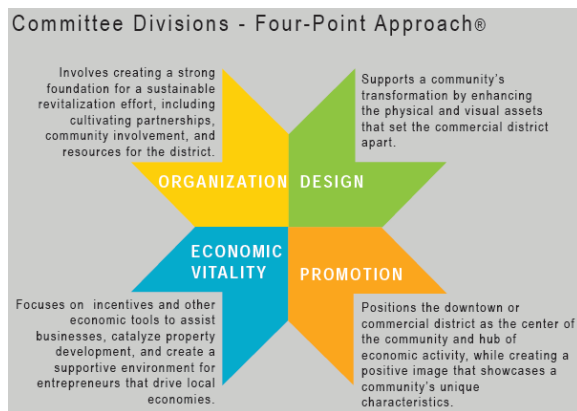 Committee Divisions - Four-Point Approach®
Involves creating a strong
foundation for a sustainable
revitalization effort, including
cultivating partnerships,
community involvement, and
resources for the district.
Supports a community's
transformation by enhancing
the physical and visual assets
that set the commercial district
apart.
ORGANIZATION
DESIGN
ECONOMIC
VITALITY
PROMOTION
Focuses on incentives and other
economic tools to assist
businesses, catalyze property
development, and create a
supportive environment for
entrepreneurs that drive local
economies.
Positions the downtown or
commercial district as the center of
the community and hub of
economic activity, while creating a
positive image that showcases a
community's unique
characteristics.